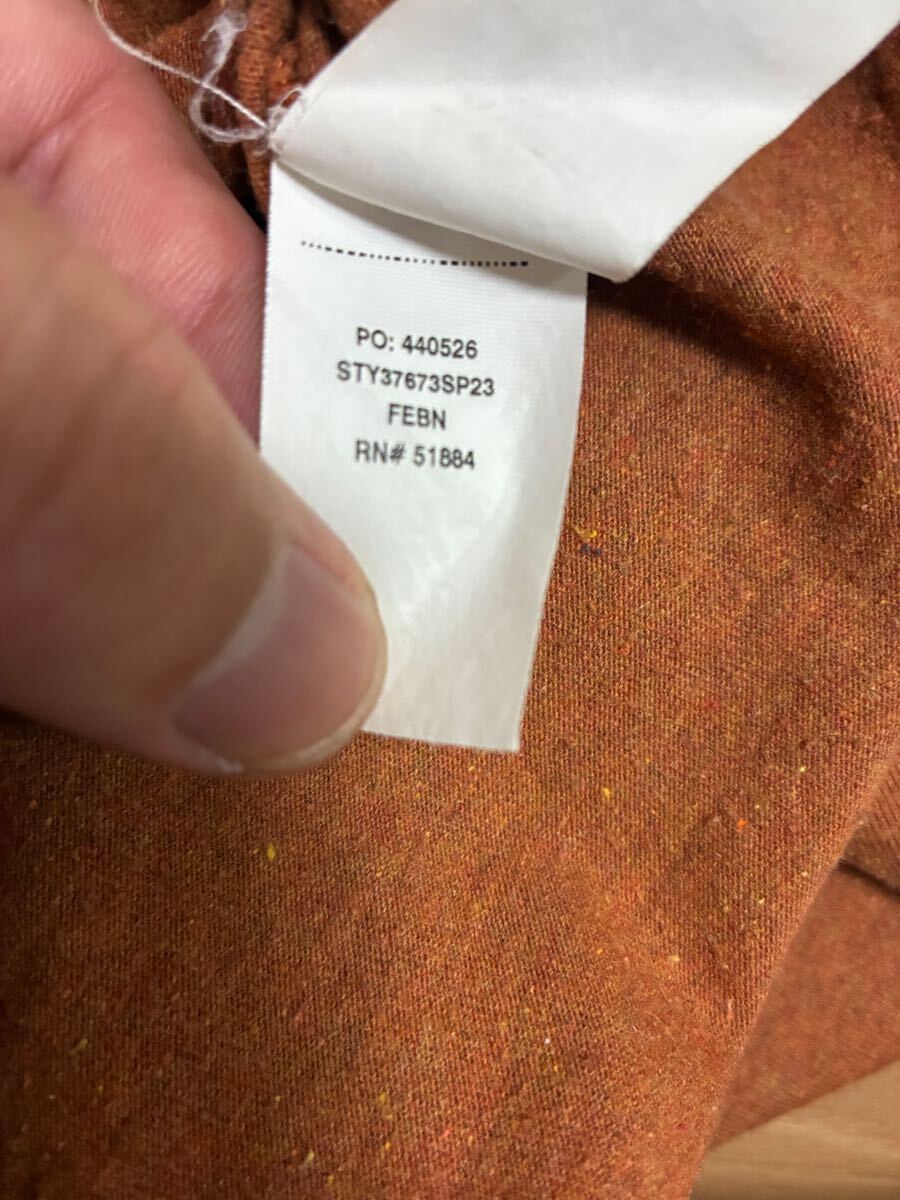 PO: 440526
STY37673SP23
FEBN
RN# 51884